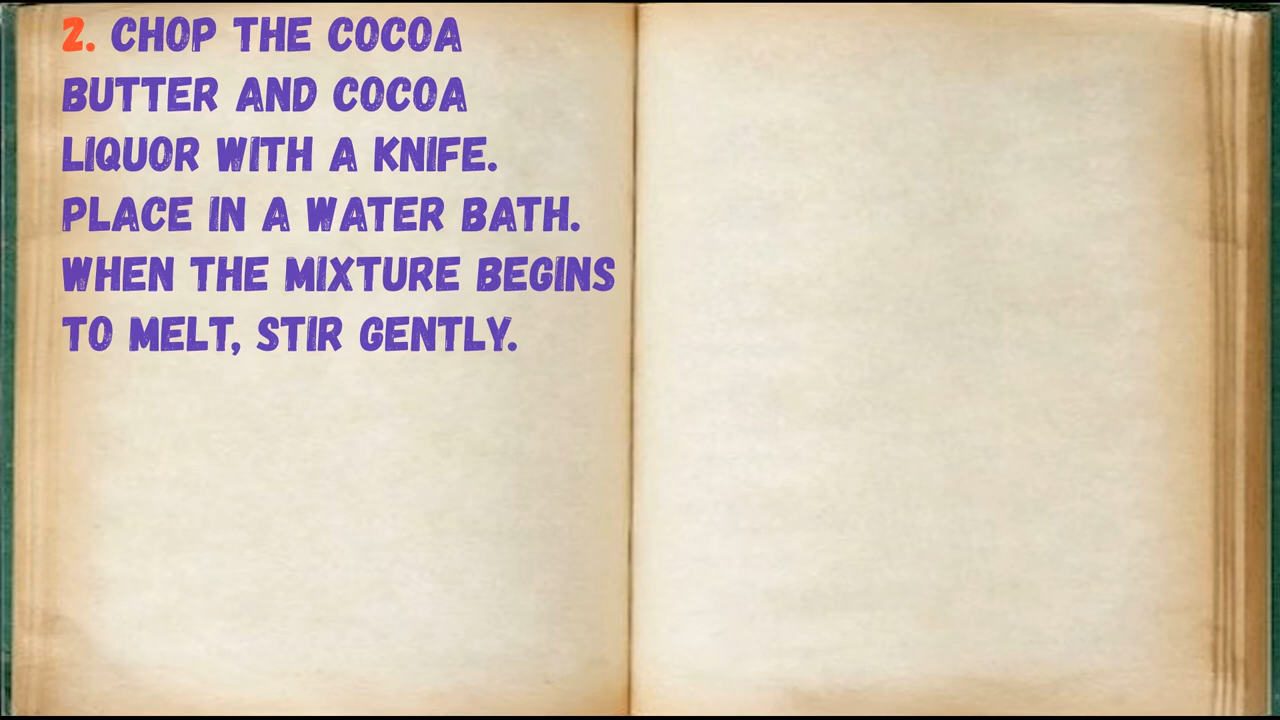 2. CHOP THE COCOA
BUTTER AND COCOA
LIQUOR WITH A KNIFE.
PLACE IN A WATER BATH.
WHEN THE MIXTURE BEGINS
TO MELT, STIR GENTLY.